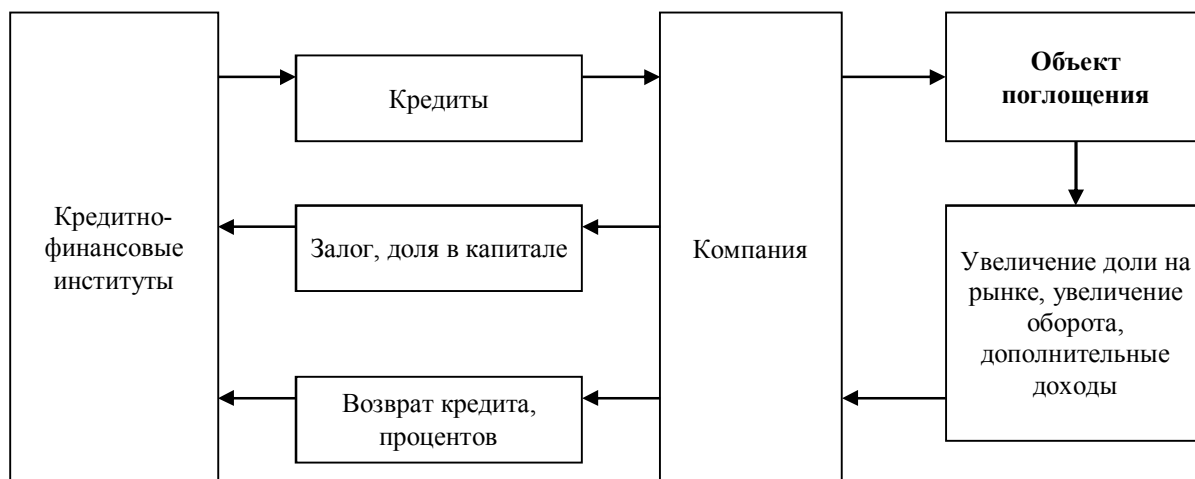 Кредитно-
финансовые
институты
Кредиты
Залог, доля в капитале
Возврат кредита,
процентов
Компания
Объект
поглощения
Увеличение доли на
рынке, увеличение
оборота,
дополнительные
доходы